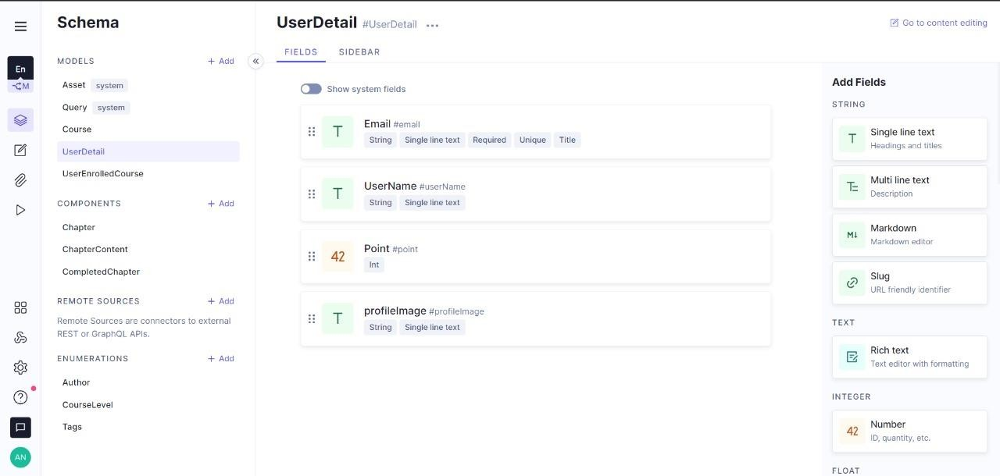 Schema
UserDetail #UserDetail
Go to content editing
En
M
MODELS
+ Add
Asset system
Query system
Course
UserDetail
UserEnrolledCourse
COMPONENTS
+ Add
Chapter
ChapterContent
CompletedChapter
REMOTE SOURCES
+ Add
Remote Sources are connectors to external
REST or GraphQL APIs.
ENUMERATIONS
+ Add
Author
CourseLevel
Tags
AN
FIELDS SIDEBAR
Show system fields
T
Email #email
String Single line text Required Unique Title
T
UserName #userName
String Single line text
42
Point #point
Int
T
profileImage #profileImage
String Single line text
Add Fields
STRING
T
Single line text
Headings and titles
Multi line text
Description
M↓
Markdown
Markdown editor
Slug
URL friendly identifier
TEXT
Rich text
Text editor with formatting
INTEGER
42
Number
ID, quantity, etc.
FLOAT